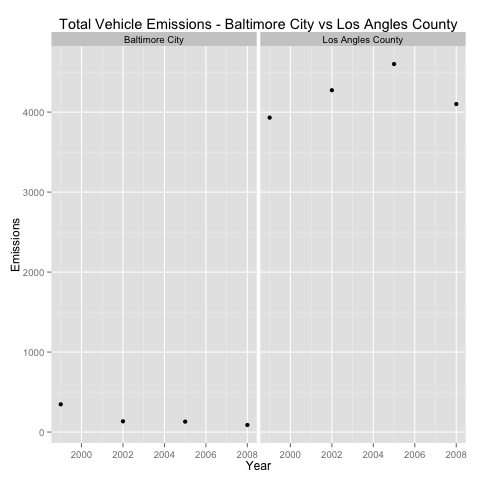 Total Vehicle Emissions - Baltimore City vs Los Angles County
Baltimore City
Los Angles County
Emissions
4000
3000
2000
1000
0
2000 2002 2004 2006 2008
2000 2002 2004 2006 2008
Year